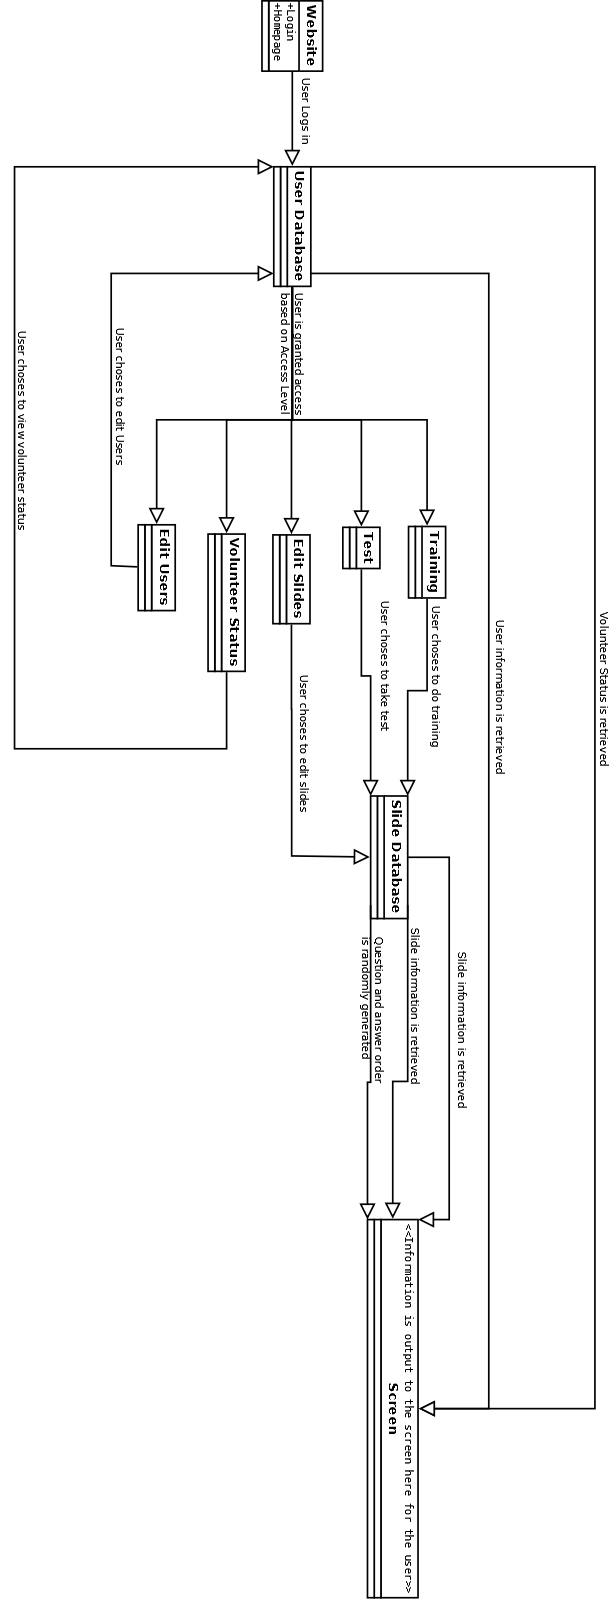 Website
+Login
+Homepage
User Logs in
User Database
User is granted access
based on Access Level
Volunteer Status is retrieved
User information is retrieved
User choses to edit Users
User choses to view volunteer status
Training
Test
Edit Slides
Volunteer Status
Edit Users
User choses to do training
User choses to take test
User choses to edit slides
Slide Database
Slide information is retrieved
Slide information is retrieved
Question and answer order
is randomly generated
<<Information is output to the screen here for the user>>
Screen